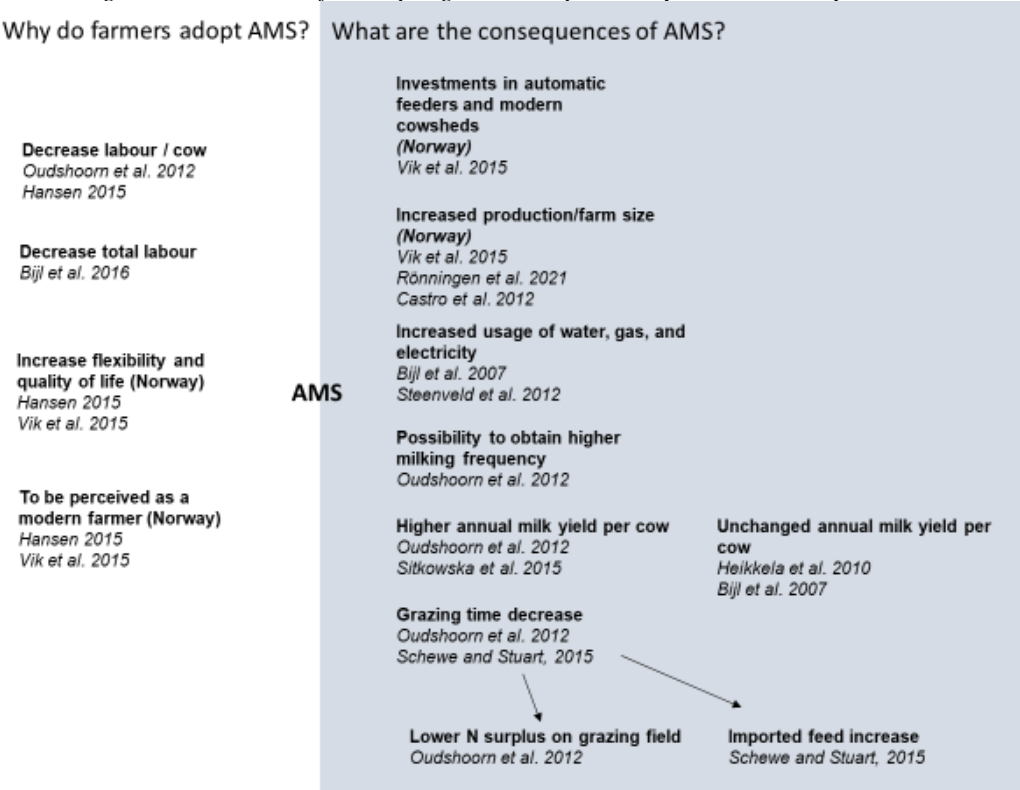 Why do farmers adopt AMS?
What are the consequences of AMS?
Decrease labour / cow
Oudshoorn et al. 2012
Hansen 2015
Decrease total labour
Bijl et al. 2016
Increase flexibility and
quality of life (Norway)
Hansen 2015
Vik et al. 2015
To be perceived as a
modern farmer (Norway)
Hansen 2015
Vik et al. 2015
AMS
Investments in automatic
feeders and modern
cowsheds
(Norway)
Vik et al. 2015
Increased production/farm size
(Norway)
Vik et al. 2015
Rönningen et al. 2021
Castro et al. 2012
Increased usage of water, gas, and
electricity
Bijl et al. 2007
Steenveld et al. 2012
Possibility to obtain higher
milking frequency
Oudshoorn et al. 2012
Higher annual milk yield per cow
Oudshoorn et al. 2012
Sitkowska et al. 2015
Unchanged annual milk yield per
cow
Heikkela et al. 2010
Bijl et al. 2007
Grazing time decrease
Oudshoorn et al. 2012
Schewe and Stuart, 2015
Lower N surplus on grazing field
Oudshoorn et al. 2012
Imported feed increase
Schewe and Stuart, 2015